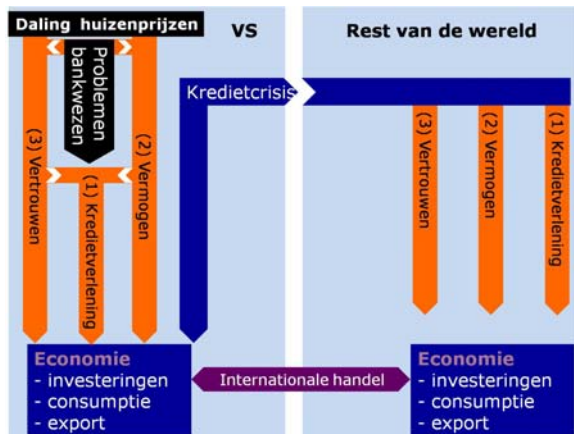 Daling huizenprijzen
VS
Rest van de wereld
Problemen
bankwezen
Kredietcrisis
(3) Vertrouwen
(1) Kredietverlening
(2) Vermogen
(3) Vertrouwen
(2) Vermogen
(1) Kredietverlening
Economie
- investeringen
- consumptie
- export
Internationale handel
Economie
- investeringen
- consumptie
- export